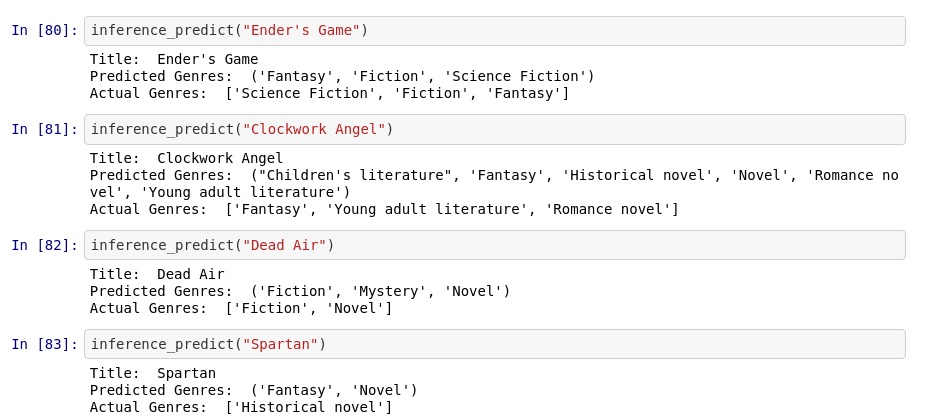 In [80]: inference_predict("Ender's Game")
Title:  Ender's Game
Predicted Genres:  ('Fantasy', 'Fiction', 'Science Fiction')
Actual Genres:  ['Science Fiction', 'Fiction', 'Fantasy']
In [81]: inference_predict("Clockwork Angel")
Title:  Clockwork Angel
Predicted Genres:  ("Children's literature", 'Fantasy', 'Historical novel', 'Novel', 'Romance no
vel', 'Young adult literature')
Actual Genres:  ['Fantasy', 'Young adult literature', 'Romance novel']
In [82]: inference_predict("Dead Air")
Title:  Dead Air
Predicted Genres:  ('Fiction', 'Mystery', 'Novel')
Actual Genres:  ['Fiction', 'Novel']
In [83]: inference_predict("Spartan")
Title:  Spartan
Predicted Genres:  ('Fantasy', 'Novel')
Actual Genres:  ['Historical novel']